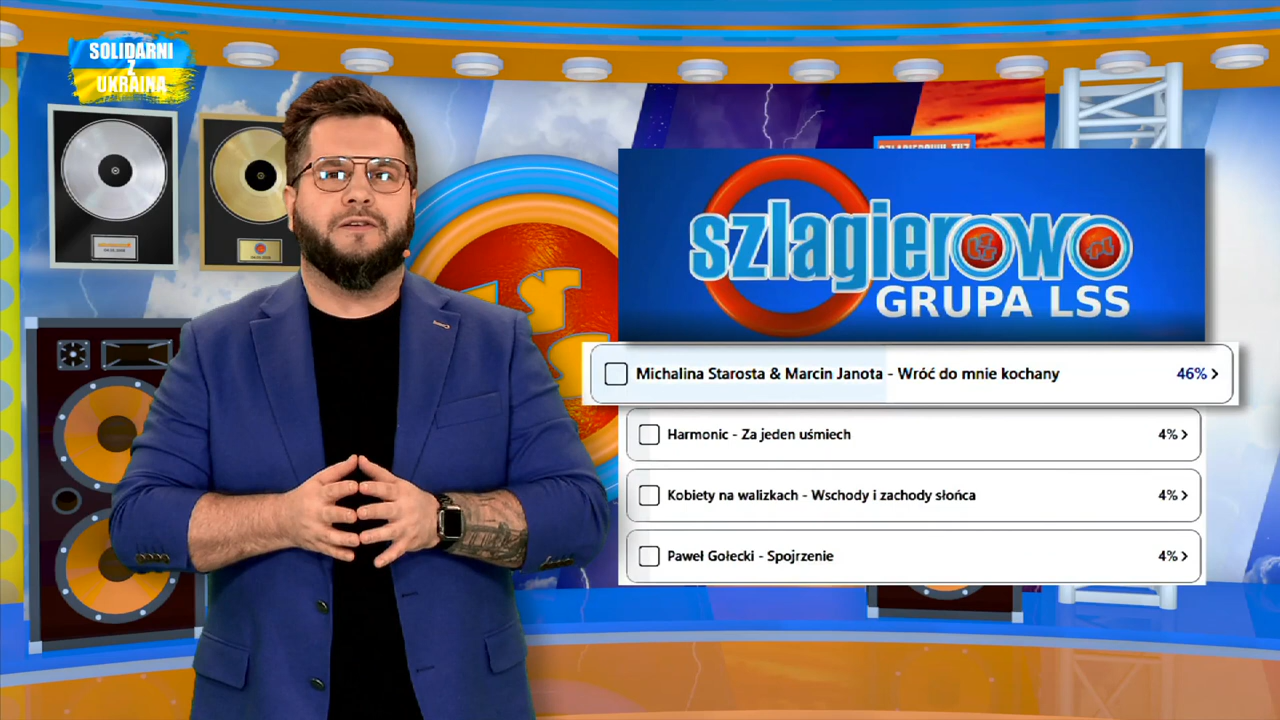 SOLIDARNI
Z
UKRAINA
szlagierowo
GRUPA LSS
Michalina Starosta & Marcin Janota - Wróć do mnie kochany 46%
Harmonic - Za jeden uśmiech 4%
Kobiety na walizkach - Wschody i zachody słońca 4%
Paweł Gołecki - Spojrzenie 4%